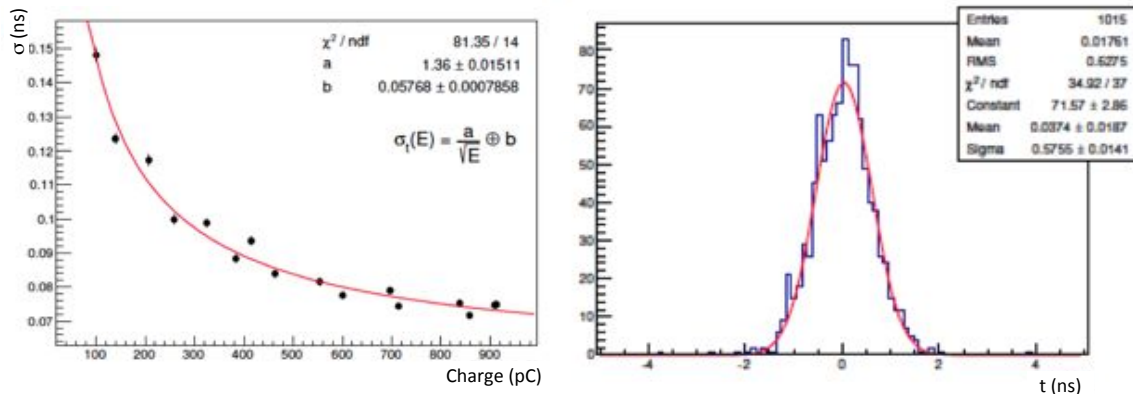 σ (ns)
0.15
0.14
0.13
0.12
0.11
0.1
0.09
0.08
0.07
100 200 300 400 500 600 700 800 900
Charge (pC)
χ² / ndf 81.35 / 14
a 1.36 ± 0.01511
b 0.05768 ± 0.0007858
σt(E) = a/√E ⊕ b
80
70
60
50
40
30
20
10
0
-4 -2 0 2 4
t (ns)
Entries 1015
Mean 0.01761
RMS 0.6275
χ² / ndf 34.92 / 37
Constant 71.57 ± 2.86
Mean 0.0374 ± 0.0187
Sigma 0.5755 ± 0.0141